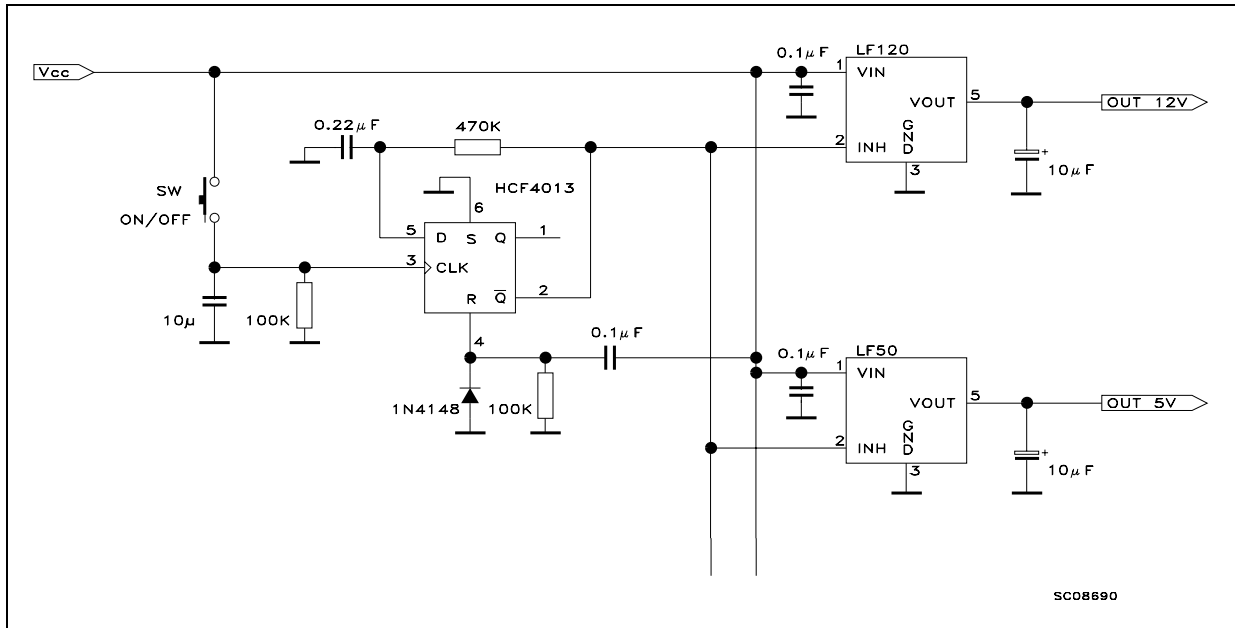 Vcc
0.1μF
LF120
1
VIN
VOUT
5
OUT 12V
GND
2
INH
3
+
10μF
0.22μF
470K
HCF4013
SW
ON/OFF
6
5
D
S
Q
1
3
CLK
R
Q̅
2
4
10μ
100K
0.1μF
1N4148
100K
0.1μF
LF50
1
VIN
VOUT
5
OUT 5V
GND
2
INH
3
+
10μF
SC08690